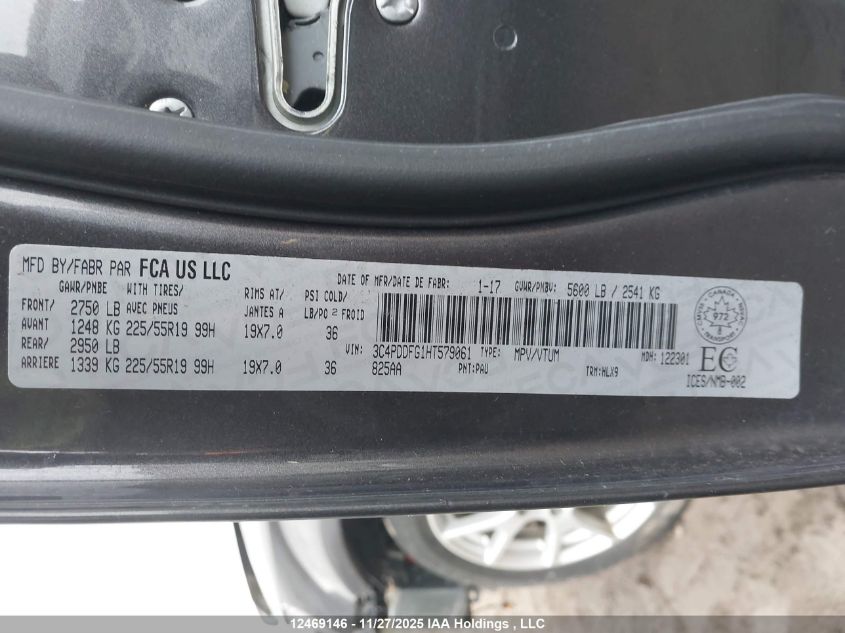 MFD BY/FABR PAR FCA US LLC DATE OF MFR/DATE DE FABR: 1-17 GVWR/PNBV: 5600 LB / 2541 KG
GAWR/PNBE WITH TIRES/ RIMS AT/ PSI COLD/
FRONT/ 2750 LB AVEC PNEUS JANTES A LB/PO² FROID
AVANT 1248 KG 225/55R19 99H 19X7.0 36
REAR/ 2950 LB
ARRIERE 1339 KG 225/55R19 99H 19X7.0 36
VIN: 3C4PDDFG1HT579061 TYPE: MPV/VTUM MDH: 122301
825AA PNT:PAU TRM:HLX9
CANADA
972
TRANSPORT
EC
ICES/NMB-002
12469146 - 11/27/2025 IAA Holdings , LLC